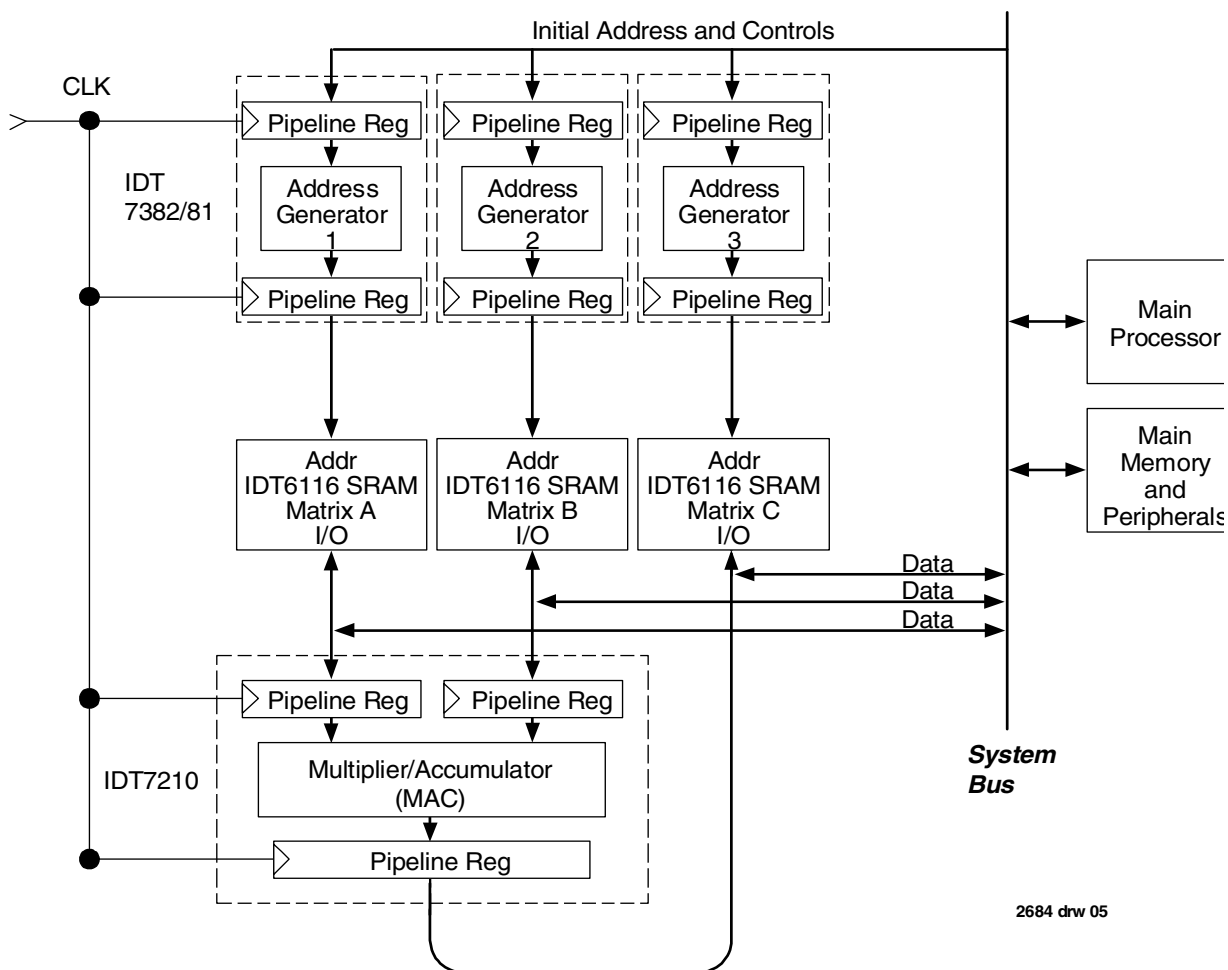 Initial Address and Controls
CLK
Pipeline Reg
Pipeline Reg
Pipeline Reg
IDT
7382/81
Address
Generator
1
Address
Generator
2
Address
Generator
3
Pipeline Reg
Pipeline Reg
Pipeline Reg
Main
Processor
Addr
IDT6116 SRAM
Matrix A
I/O
Addr
IDT6116 SRAM
Matrix B
I/O
Addr
IDT6116 SRAM
Matrix C
I/O
Main
Memory
and
Peripherals
Data
Data
Data
Pipeline Reg
Pipeline Reg
IDT7210
Multiplier/Accumulator
(MAC)
System
Bus
Pipeline Reg
2684 drw 05